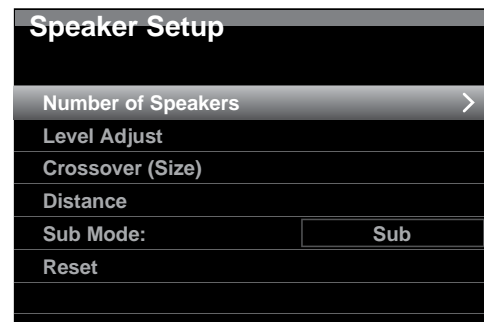 Speaker Setup
Number of Speakers
Level Adjust
Crossover (Size)
Distance
Sub Mode: Sub
Reset